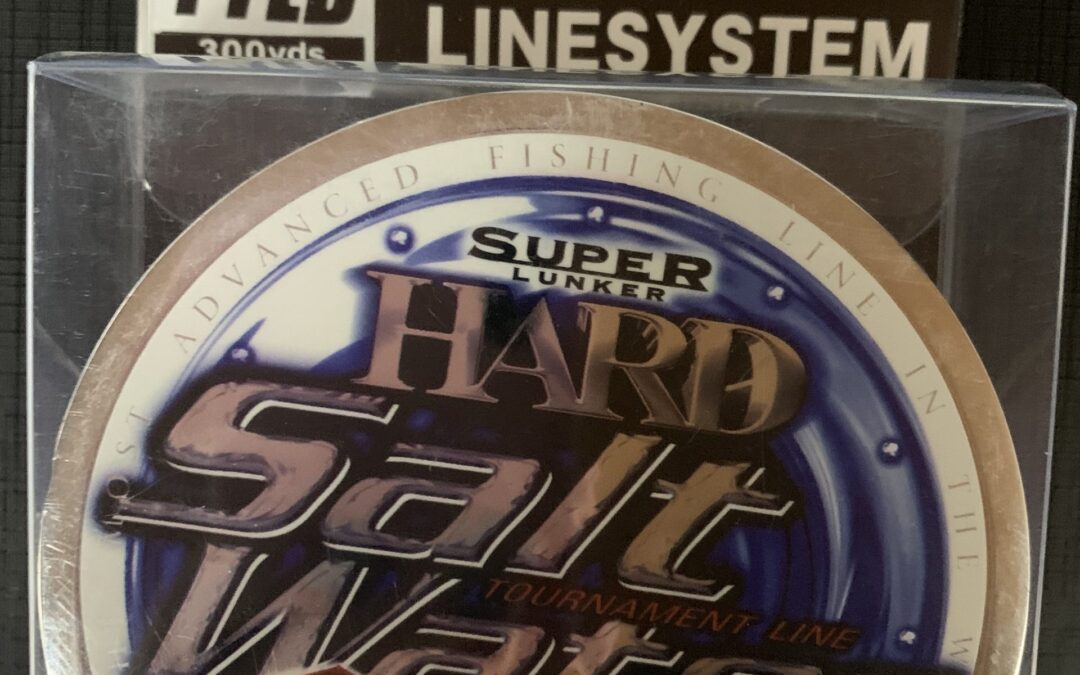 300yds
LINESYSTEM
ADVANCED FISHING LINE IN THE
SUPER
LUNKER
HARD
Salt
TOURNAMENT LINE